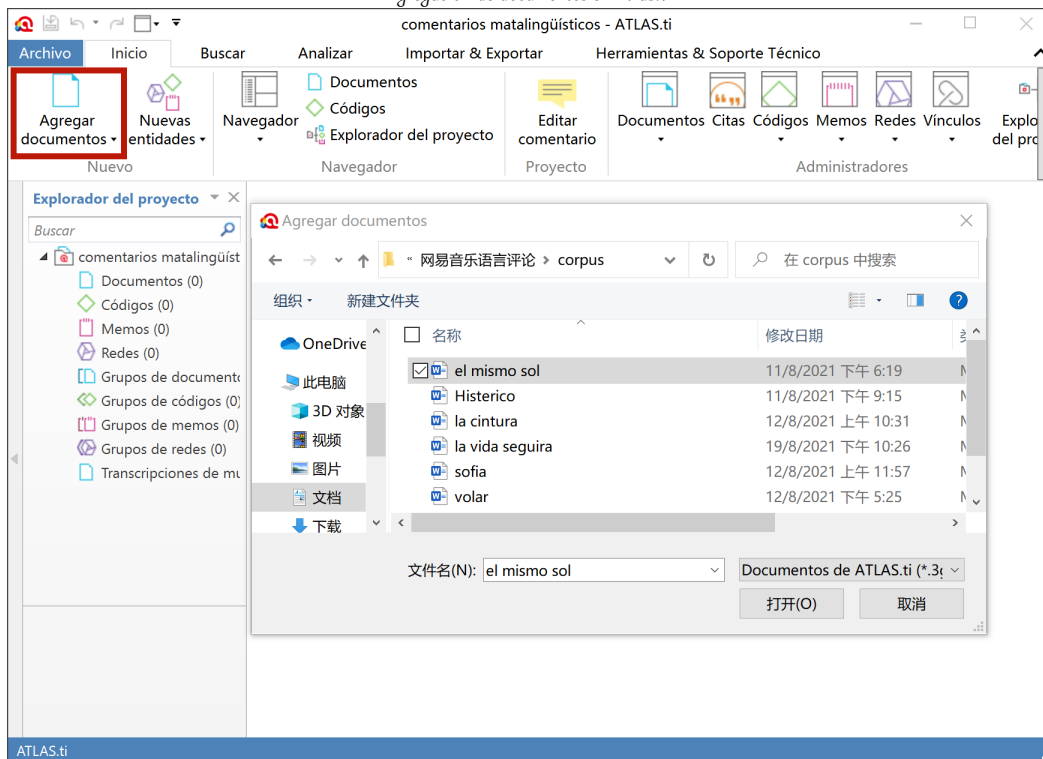 comentarios matalingüísticos - ATLAS.ti
Archivo Inicio Buscar Analizar Importar & Exportar Herramientas & Soporte Técnico
Agregar documentos
Nuevas entidades
Navegador
Documentos
Códigos
Explorador del proyecto
Editar comentario
Documentos Citas Códigos Memos Redes Vínculos
Explo
del pro
Nuevo Navegador Proyecto Administradores
Explorador del proyecto
Buscar
comentarios matalingüíst
Documentos (0)
Códigos (0)
Memos (0)
Redes (0)
Grupos de documento
Grupos de códigos (0)
Grupos de memos (0)
Grupos de redes (0)
Transcripciones de mu
Agregar documentos
« 网易音乐语言评论 > corpus
在 corpus 中搜索
组织 新建文件夹
OneDrive
此电脑
3D 对象
视频
图片
文档
下载
名称 修改日期
el mismo sol 11/8/2021 下午 6:19
Histerico 11/8/2021 下午 9:15
la cintura 12/8/2021 上午 10:31
la vida seguira 19/8/2021 下午 10:26
sofia 12/8/2021 上午 11:57
volar 12/8/2021 下午 5:25
文件名(N): el mismo sol
Documentos de ATLAS.ti (*.3g
打开(O) 取消
ATLAS.ti